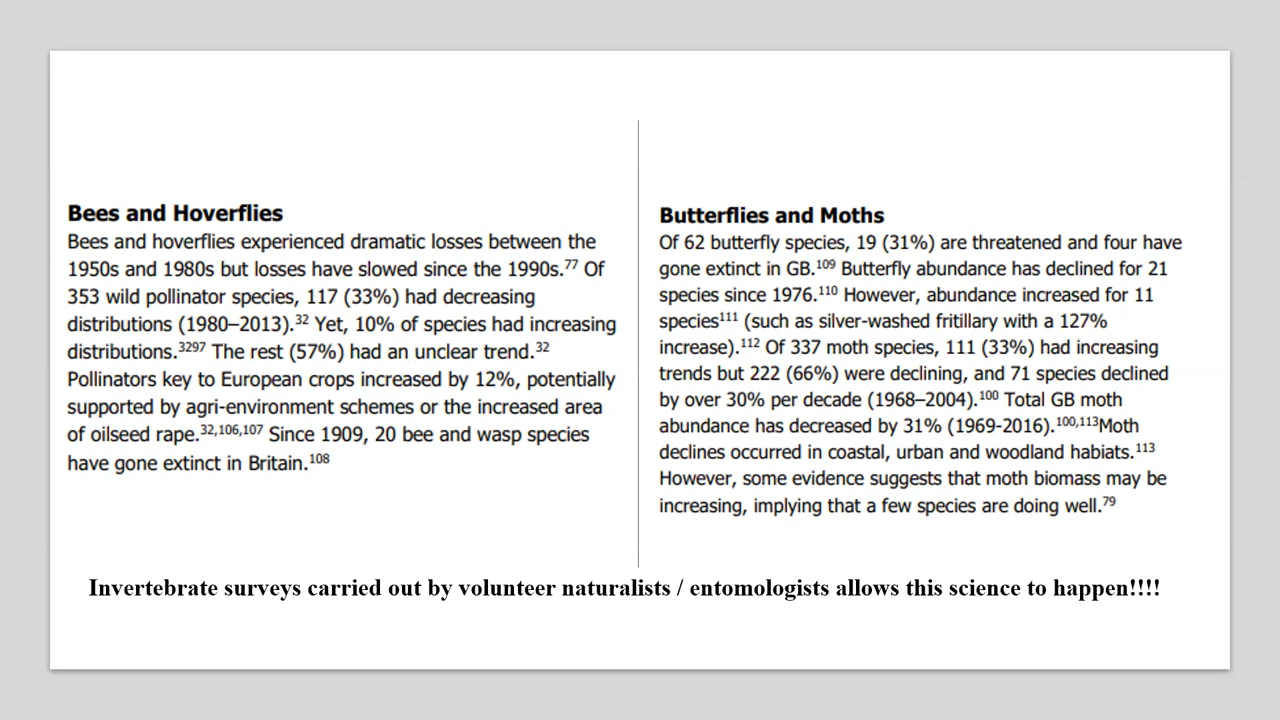 Bees and Hoverflies
Bees and hoverflies experienced dramatic losses between the
1950s and 1980s but losses have slowed since the 1990s.77 Of
353 wild pollinator species, 117 (33%) had decreasing
distributions (1980–2013).32 Yet, 10% of species had increasing
distributions.3297 The rest (57%) had an unclear trend.32
Pollinators key to European crops increased by 12%, potentially
supported by agri-environment schemes or the increased area
of oilseed rape.32,106,107 Since 1909, 20 bee and wasp species
have gone extinct in Britain.108
Butterflies and Moths
Of 62 butterfly species, 19 (31%) are threatened and four have
gone extinct in GB.109 Butterfly abundance has declined for 21
species since 1976.110 However, abundance increased for 11
species111 (such as silver-washed fritillary with a 127%
increase).112 Of 337 moth species, 111 (33%) had increasing
trends but 222 (66%) were declining, and 71 species declined
by over 30% per decade (1968–2004).100 Total GB moth
abundance has decreased by 31% (1969-2016).100,113Moth
declines occurred in coastal, urban and woodland habiats.113
However, some evidence suggests that moth biomass may be
increasing, implying that a few species are doing well.79
Invertebrate surveys carried out by volunteer naturalists / entomologists allows this science to happen!!!!